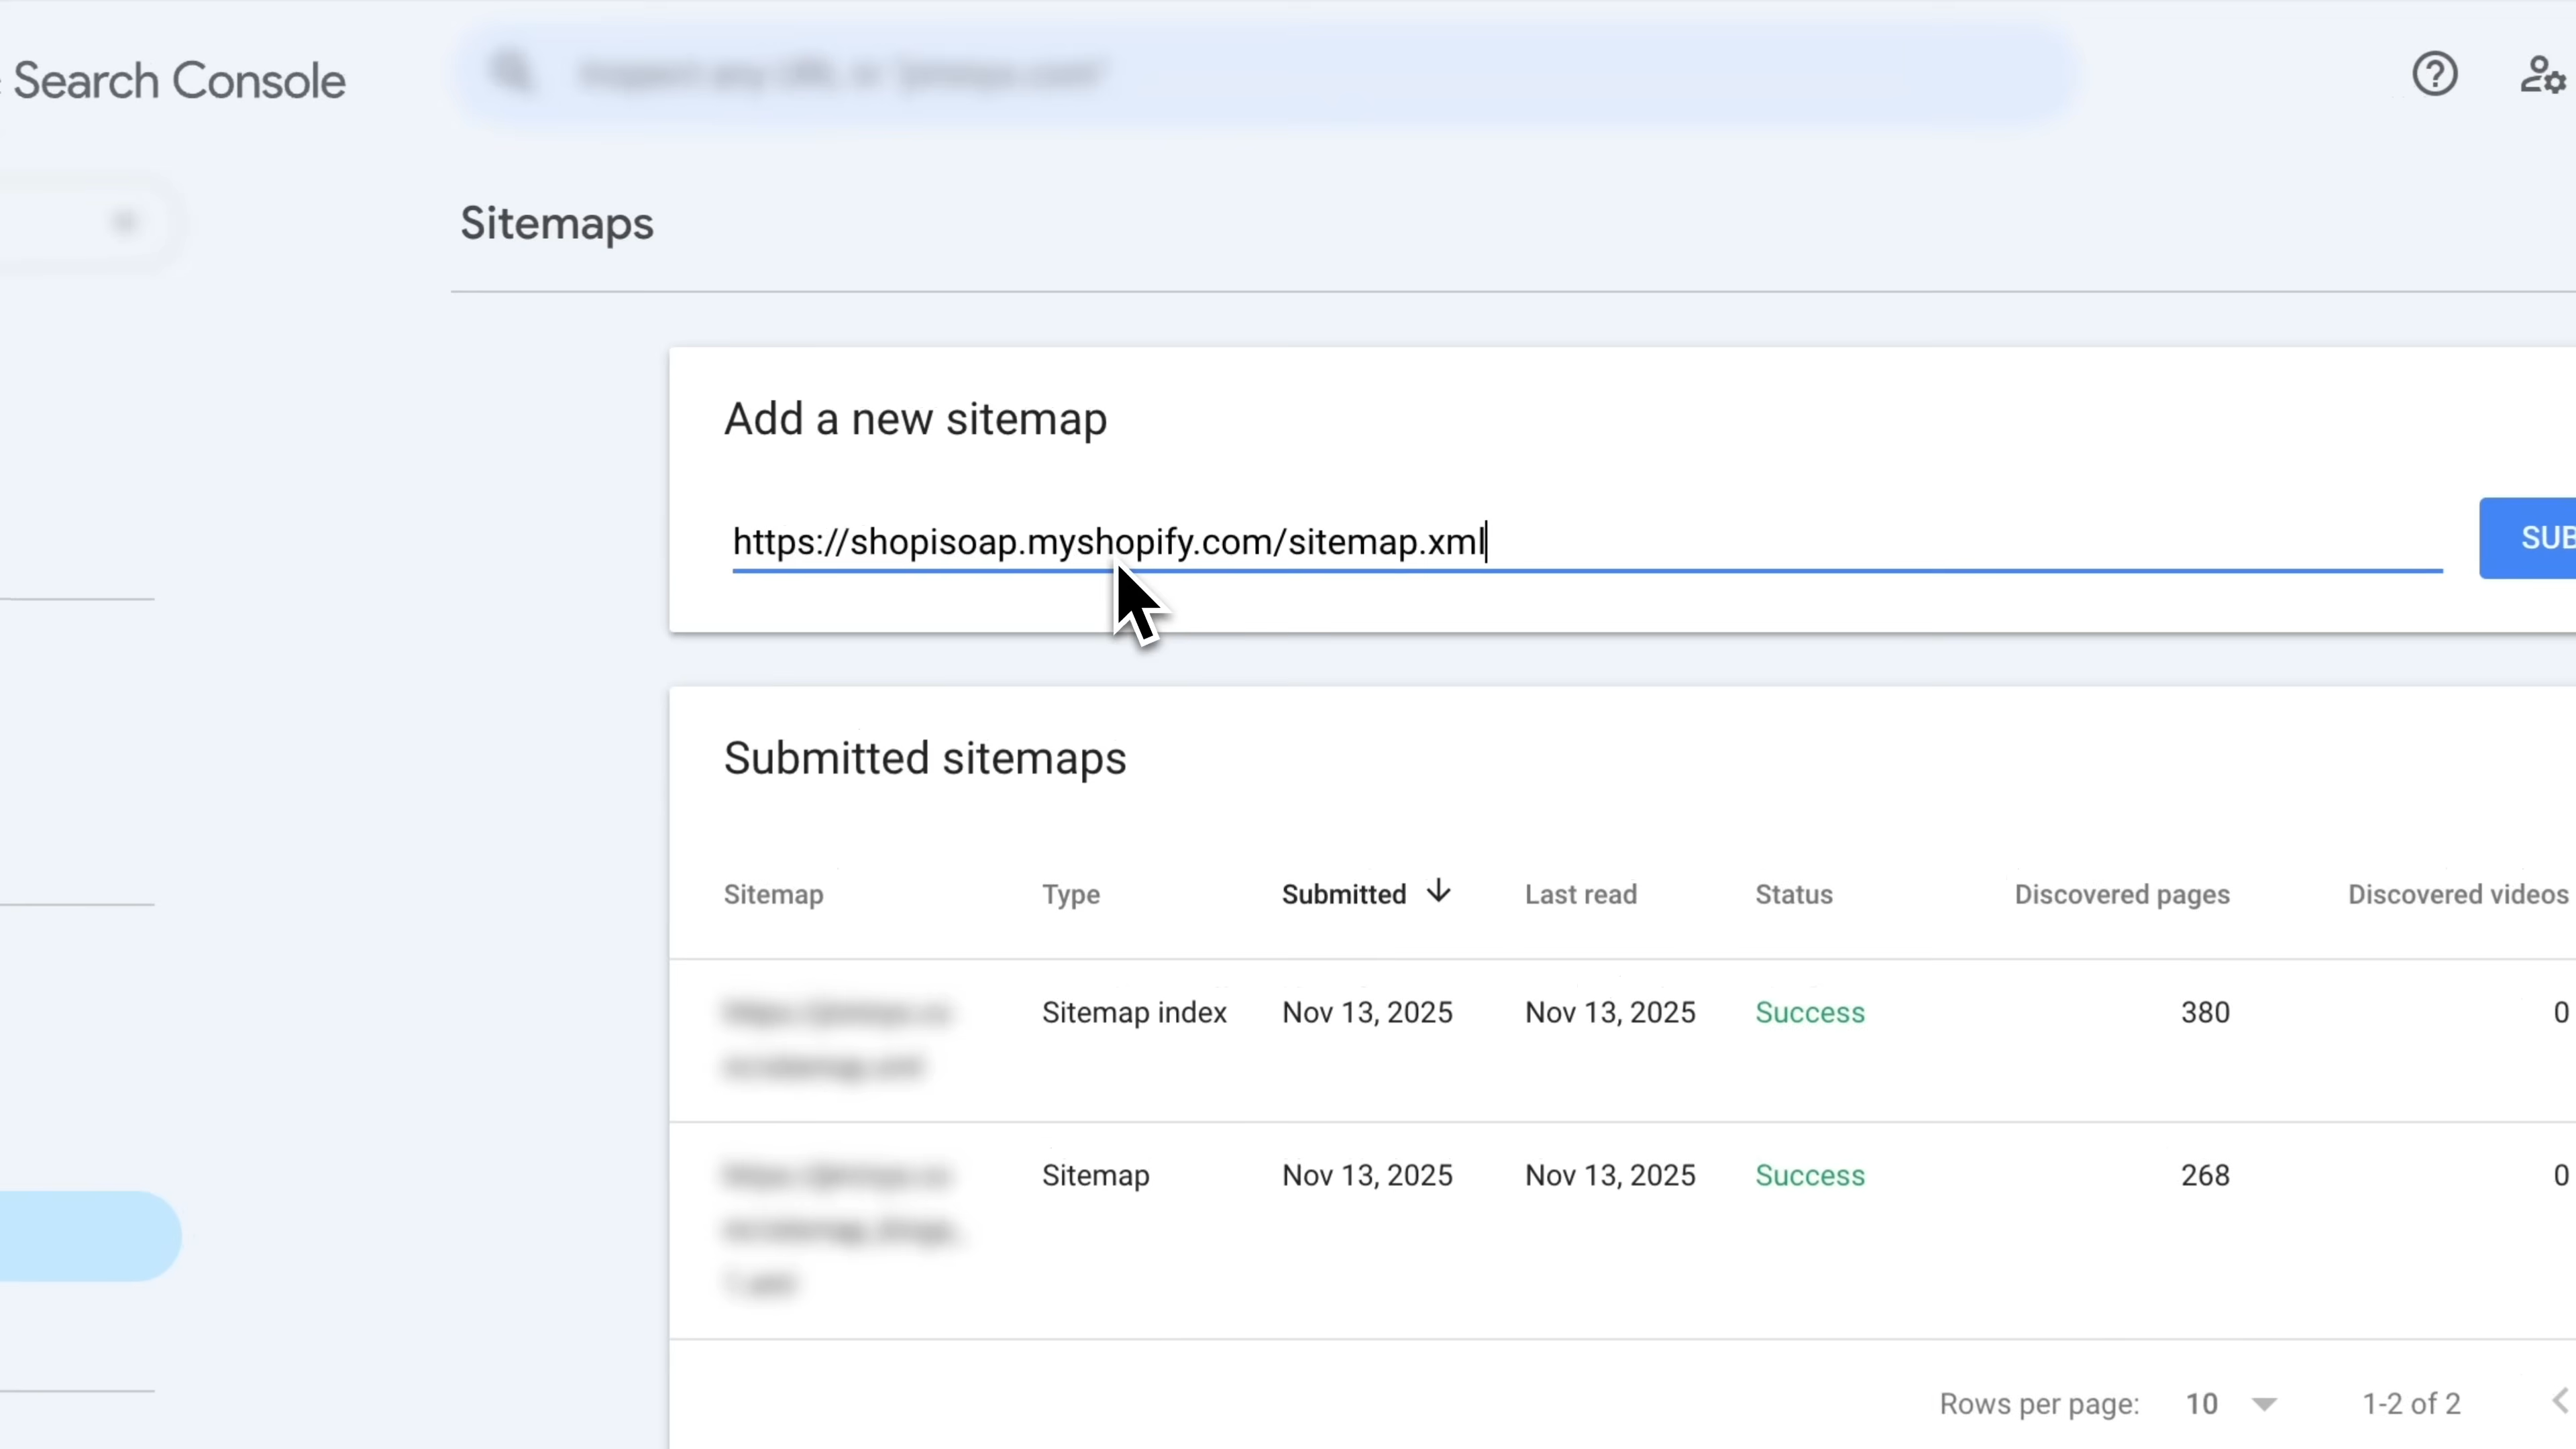 Search Console
Sitemaps
Add a new sitemap
https://shopisoap.myshopify.com/sitemap.xml
SUB
Submitted sitemaps
Sitemap Type Submitted Last read Status Discovered pages Discovered videos
Sitemap index Nov 13, 2025 Nov 13, 2025 Success 380 0
Sitemap Nov 13, 2025 Nov 13, 2025 Success 268 0
Rows per page: 10 1-2 of 2